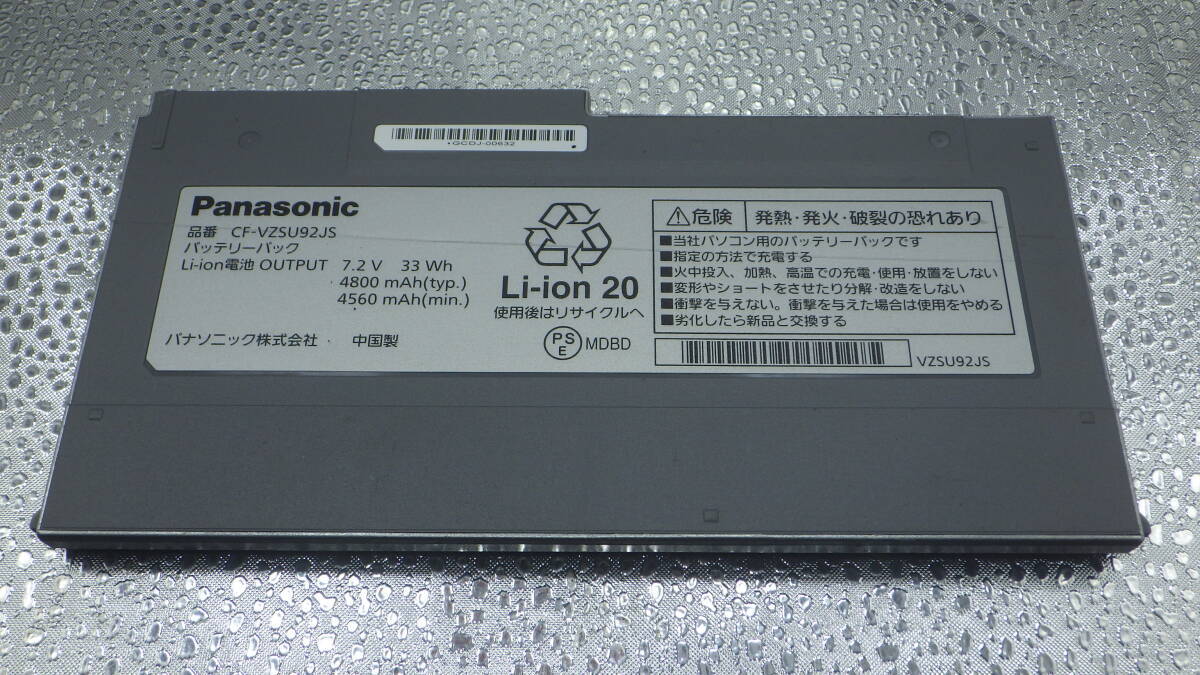 *GCDJ-00632
Panasonic
品番 CF-VZSU92JS
バッテリーパック
Li-ion電池 OUTPUT 7.2 V 33 Wh
4800 mAh(typ.)
4560 mAh(min.)
パナソニック株式会社 中国製
Li-ion 20
使用後はリサイクルへ
PS
E
MDBD
危険 発熱・発火・破裂の恐れあり
■当社パソコン用のバッテリーパックです
■指定の方法で充電する
■火中投入、加熱、高温での充電・使用・放置をしない
■変形やショートをさせたり分解・改造をしない
■衝撃を与えない。衝撃を与えた場合は使用をやめる
■劣化したら新品と交換する
VZSU92JS